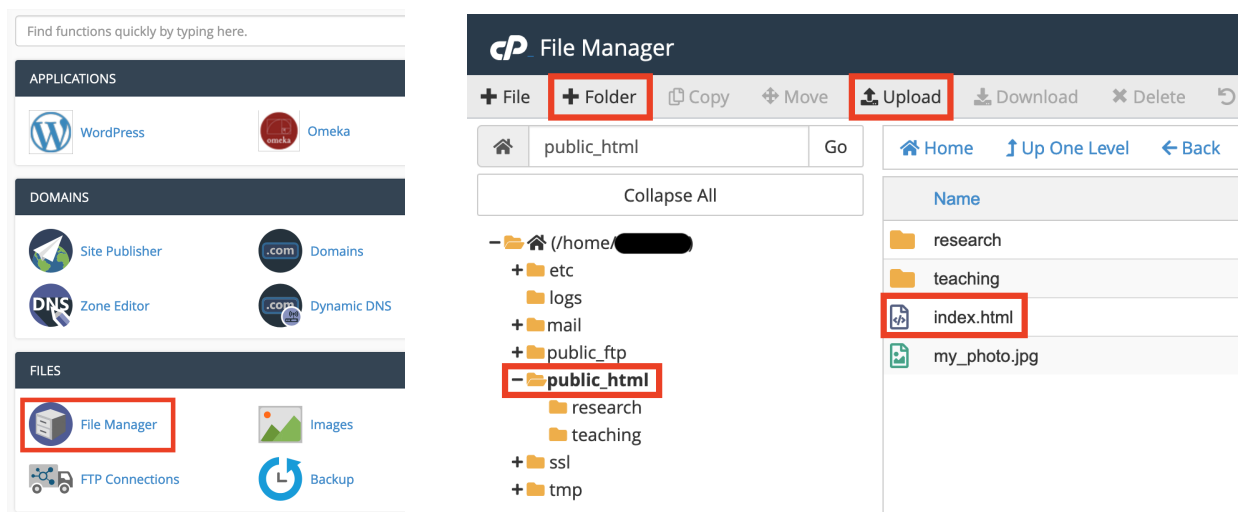 Find functions quickly by typing here.
APPLICATIONS
WordPress
omeka
Omeka
DOMAINS
Site Publisher
.com
Domains
DNS
Zone Editor
.com
Dynamic DNS
FILES
File Manager
Images
FTP Connections
Backup
cP File Manager
+ File
+ Folder
Copy
Move
Upload
Download
Delete
public_html
Go
Collapse All
Home
Up One Level
Back
Name
research
teaching
index.html
my_photo.jpg
− (/home/ )
+ etc
logs
+ mail
+ public_ftp
− public_html
research
teaching
+ ssl
+ tmp